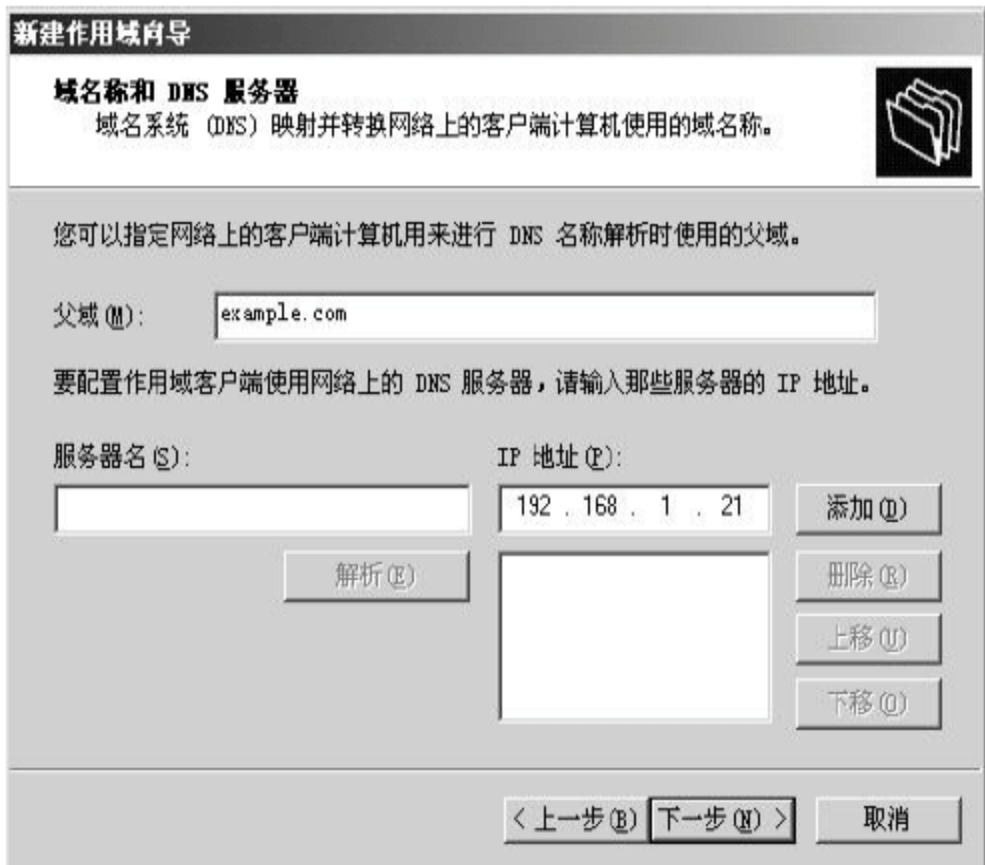 新建作用域向导
域名称和 DNS 服务器
域名系统 (DNS) 映射并转换网络上的客户端计算机使用的域名称。
您可以指定网络上的客户端计算机用来进行 DNS 名称解析时使用的父域。
父域(M): example.com
要配置作用域客户端使用网络上的 DNS 服务器,请输入那些服务器的 IP 地址。
服务器名(S): IP 地址(P):
192 . 168 . 1 . 21 添加(D)
解析(E) 删除(R)
上移(U)
下移(O)
< 上一步(B) 下一步(N) > 取消